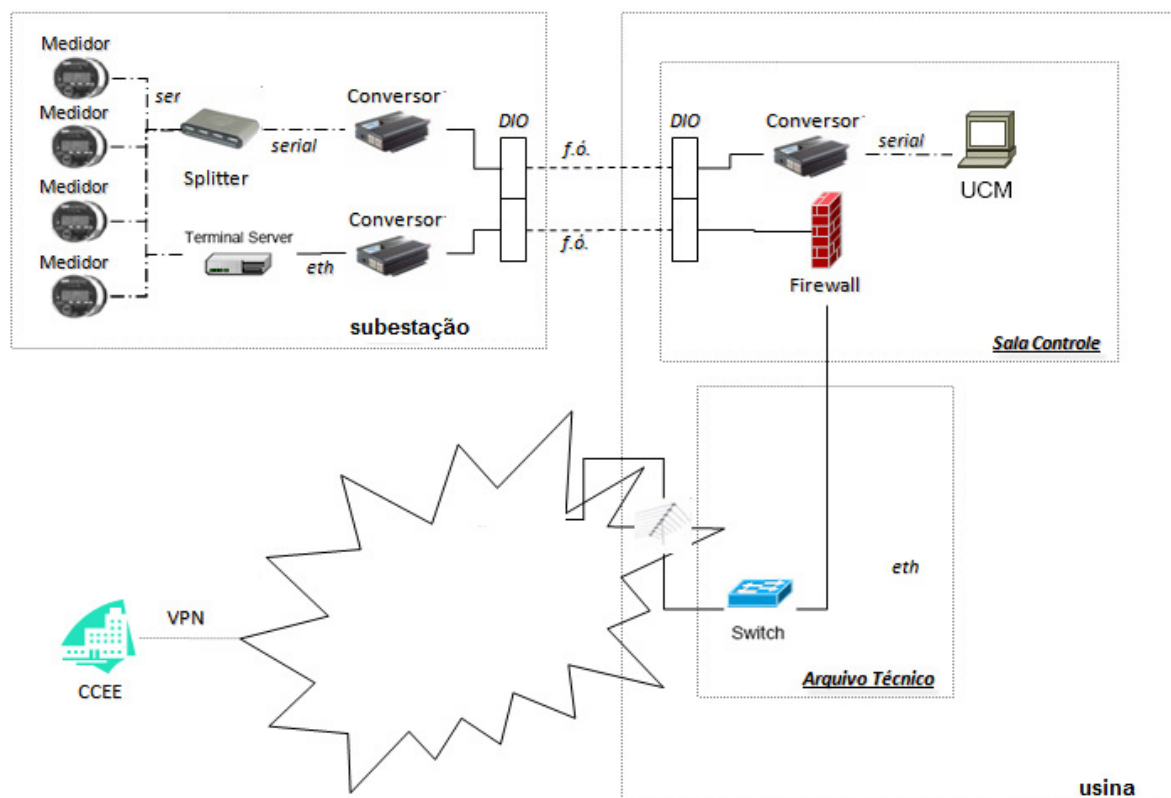 Medidor
ser
Medidor
Medidor
Medidor
Splitter
serial
Conversor
DIO
f.ó.
Terminal Server
eth
Conversor
f.ó.
subestação
DIO
Conversor
serial
UCM
Firewall
Sala Controle
eth
Switch
Arquivo Técnico
VPN
CCEE
usina